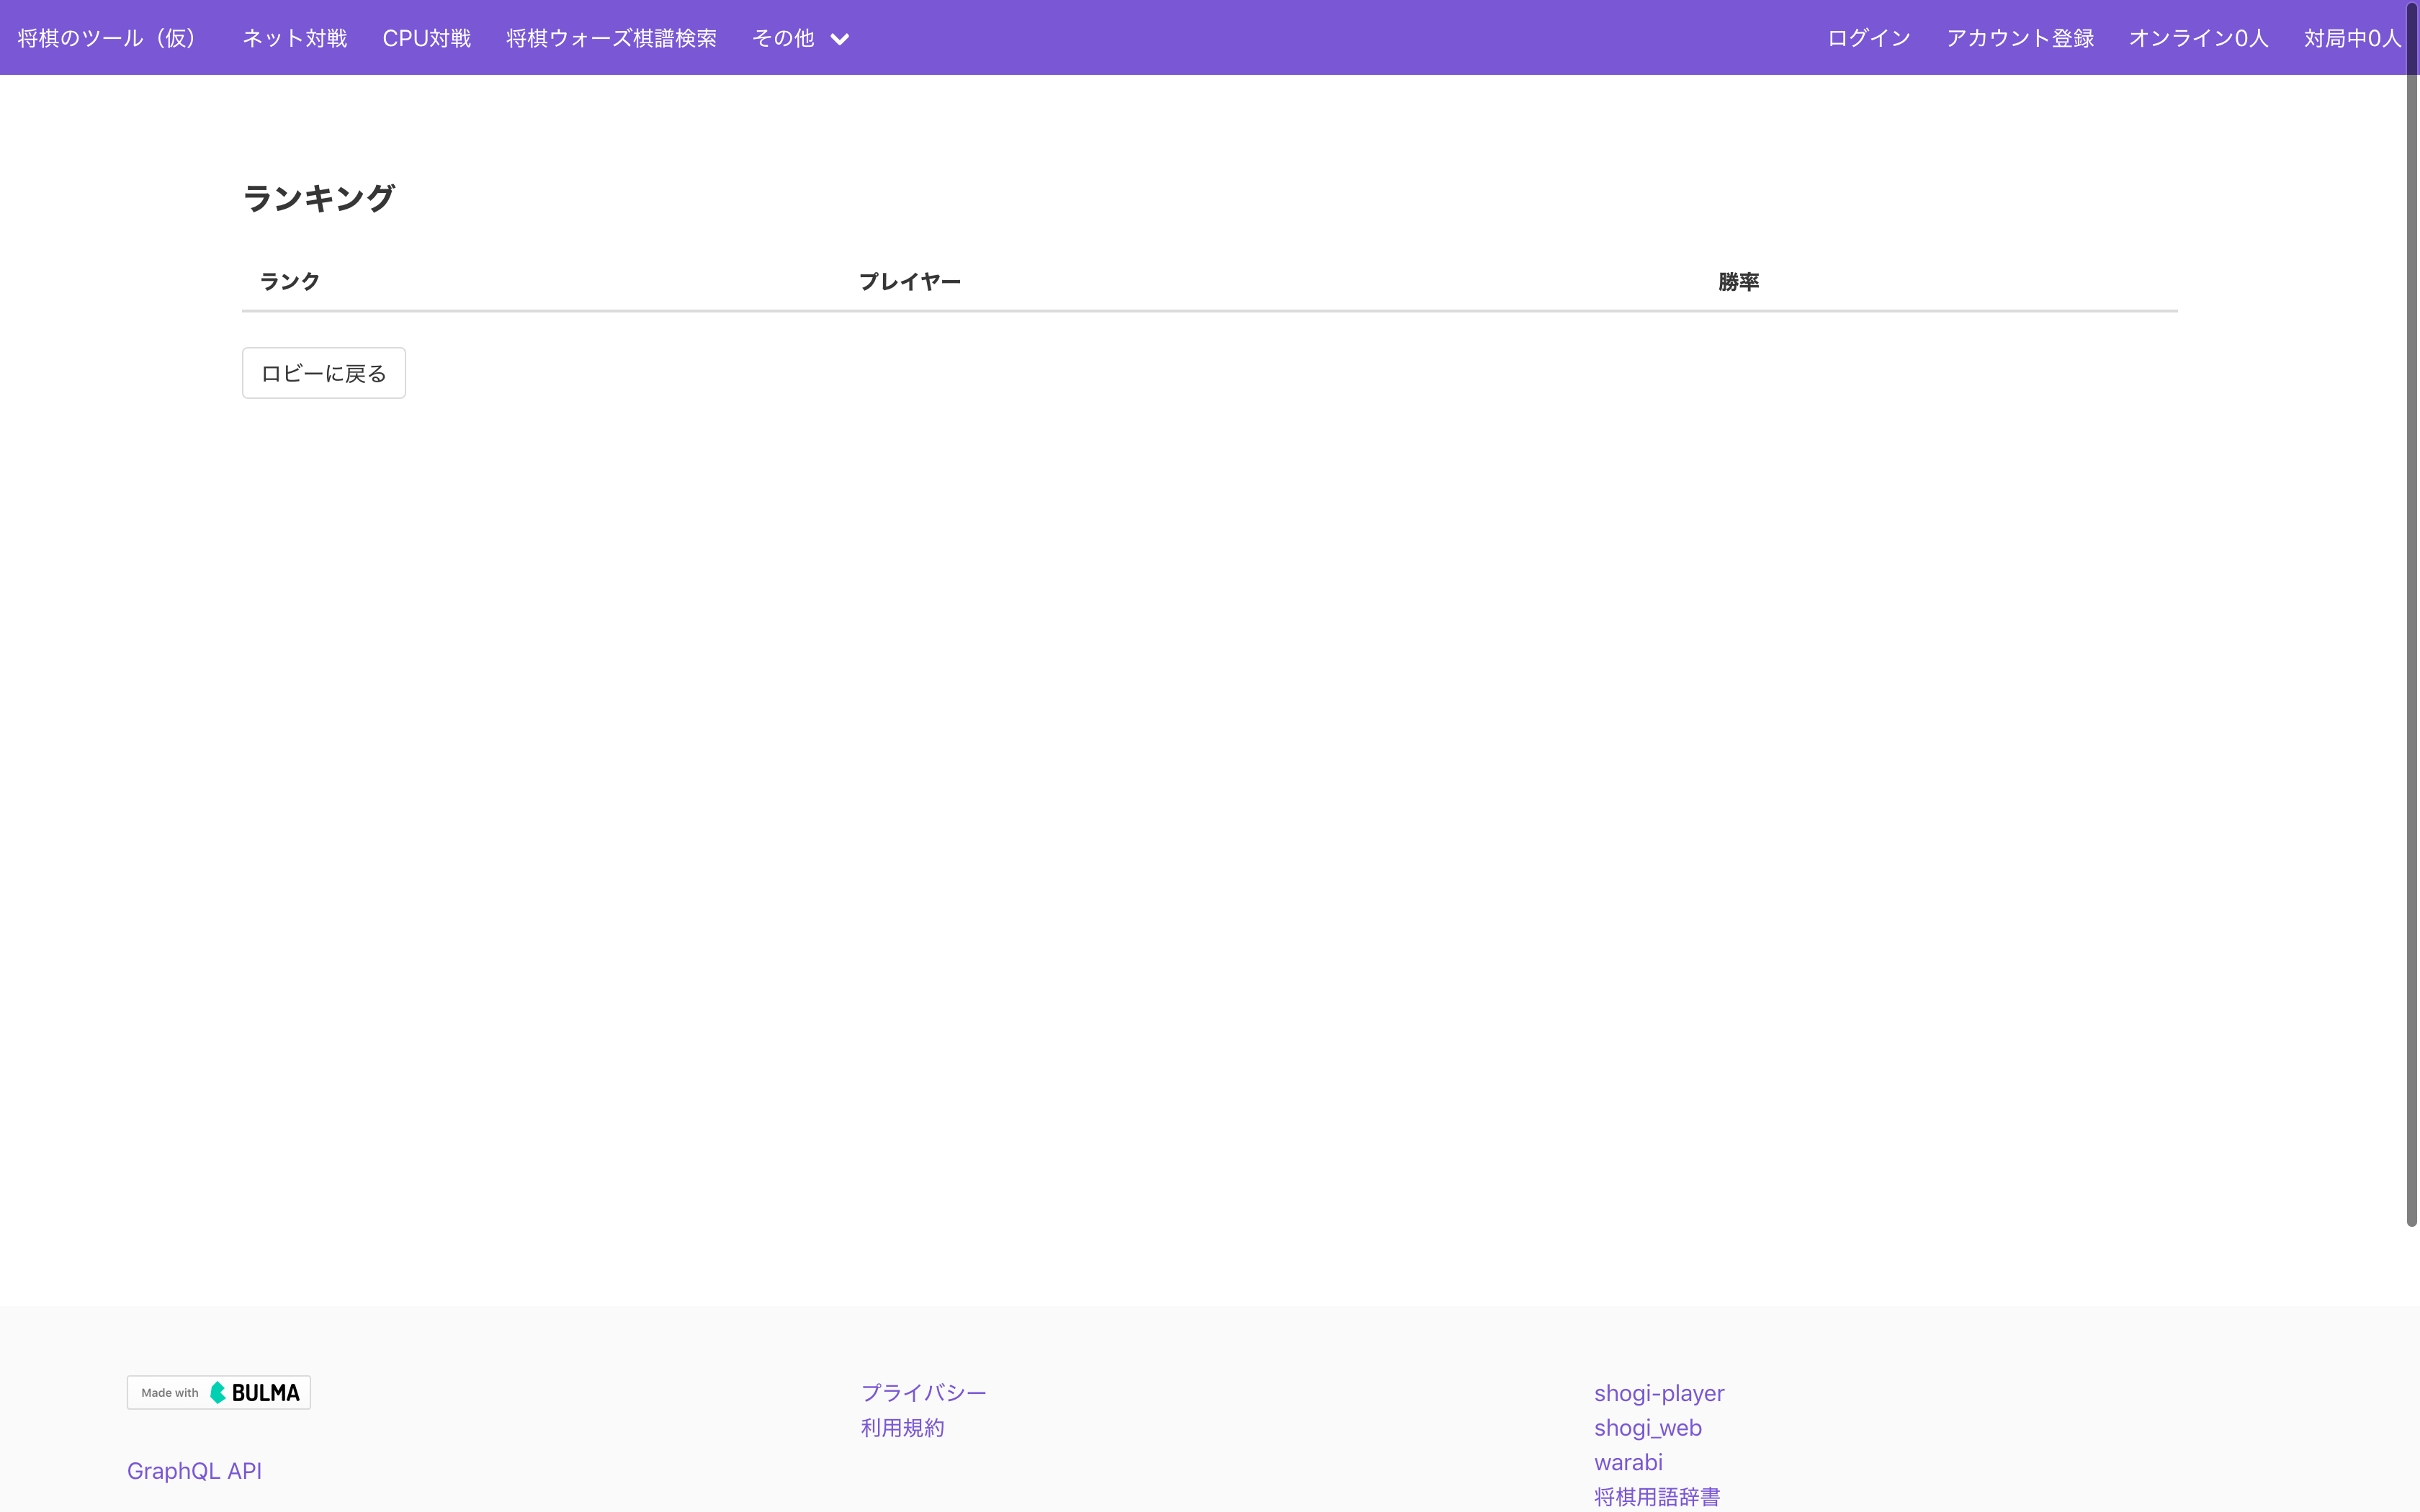 将棋のツール（仮） ネット対戦 CPU対戦 将棋ウォーズ棋譜検索 その他 ログイン アカウント登録 オンライン0人 対局中0人
ランキング
ランク プレイヤー 勝率
ロビーに戻る
Made with BULMA プライバシー shogi-player
利用規約 shogi_web
warabi
GraphQL API
将棋用語辞書